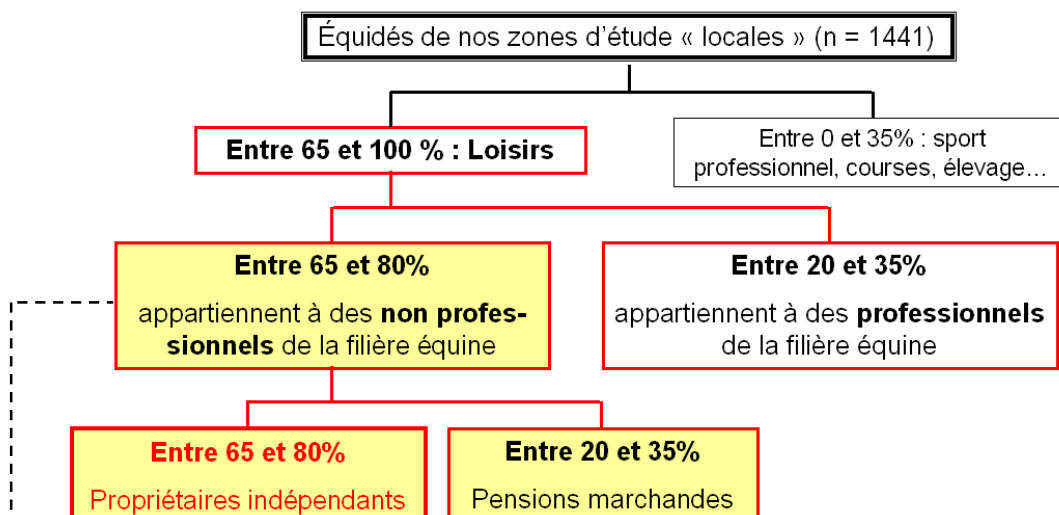 Équidés de nos zones d'étude « locales » (n = 1441)
Entre 65 et 100 % : Loisirs
Entre 0 et 35% : sport
professionnel, courses, élevage…
Entre 65 et 80%
appartiennent à des non profes-
sionnels de la filière équine
Entre 20 et 35%
appartiennent à des professionnels
de la filière équine
Entre 65 et 80%
Propriétaires indépendants
Entre 20 et 35%
Pensions marchandes